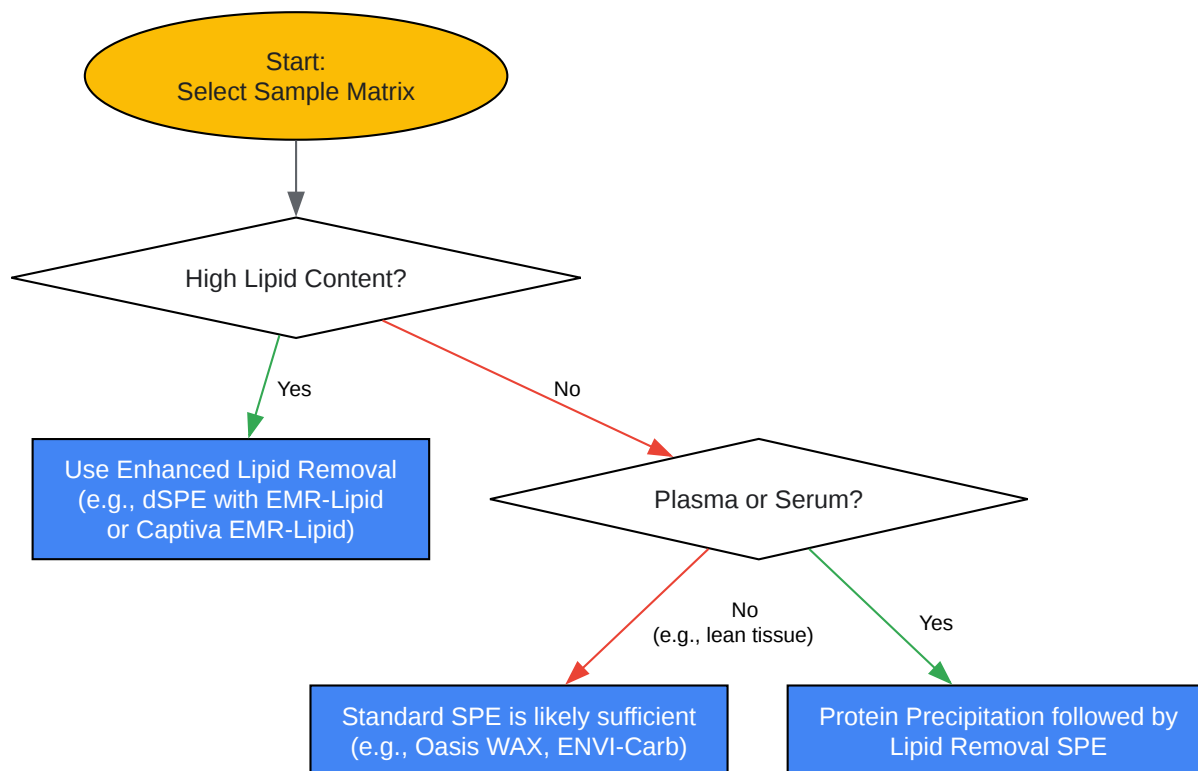 Start:
Select Sample Matrix
High Lipid Content?
Yes
No
Use Enhanced Lipid Removal
(e.g., dSPE with EMR-Lipid
or Captiva EMR-Lipid)
Plasma or Serum?
No
(e.g., lean tissue)
Yes
Standard SPE is likely sufficient
(e.g., Oasis WAX, ENVI-Carb)
Protein Precipitation followed by
Lipid Removal SPE